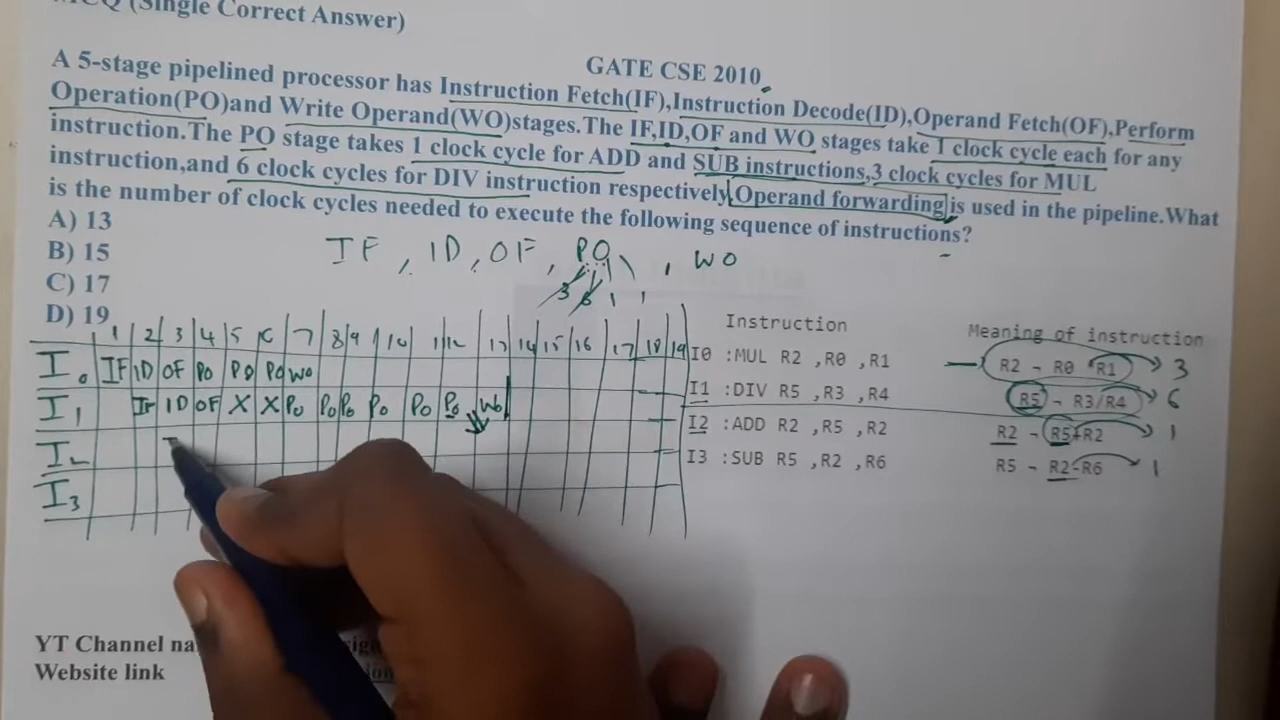 MCQ (Single Correct Answer)
GATE CSE 2010.
A 5-stage pipelined processor has Instruction Fetch(IF),Instruction Decode(ID),Operand Fetch(OF),Perform
Operation(PO)and Write Operand(WO)stages.The IF,ID,OF and WO stages take 1 clock cycle each for any
instruction.The PO stage takes 1 clock cycle for ADD and SUB instructions,3 clock cycles for MUL
instruction,and 6 clock cycles for DIV instruction respectively.Operand forwarding is used in the pipeline.What
is the number of clock cycles needed to execute the following sequence of instructions?
A) 13
B) 15
C) 17
D) 19
IF, ID, OF, PO, WO
3 6 1 1
1 2 3 4 5 6 7 8 9 10 11 12 13 14 15 16 17 18 19
I0 IF ID OF PO PO PO WO
I1 IF ID OF X X PO PO PO PO PO PO WO
I2
I3
Instruction Meaning of instruction
I0 :MUL R2 ,R0 ,R1 R2 ← R0 *R1 3
I1 :DIV R5 ,R3 ,R4 R5 ← R3/R4 6
I2 :ADD R2 ,R5 ,R2 R2 ← R5+R2 1
I3 :SUB R5 ,R2 ,R6 R5 ← R2-R6 1
YT Channel
Website link